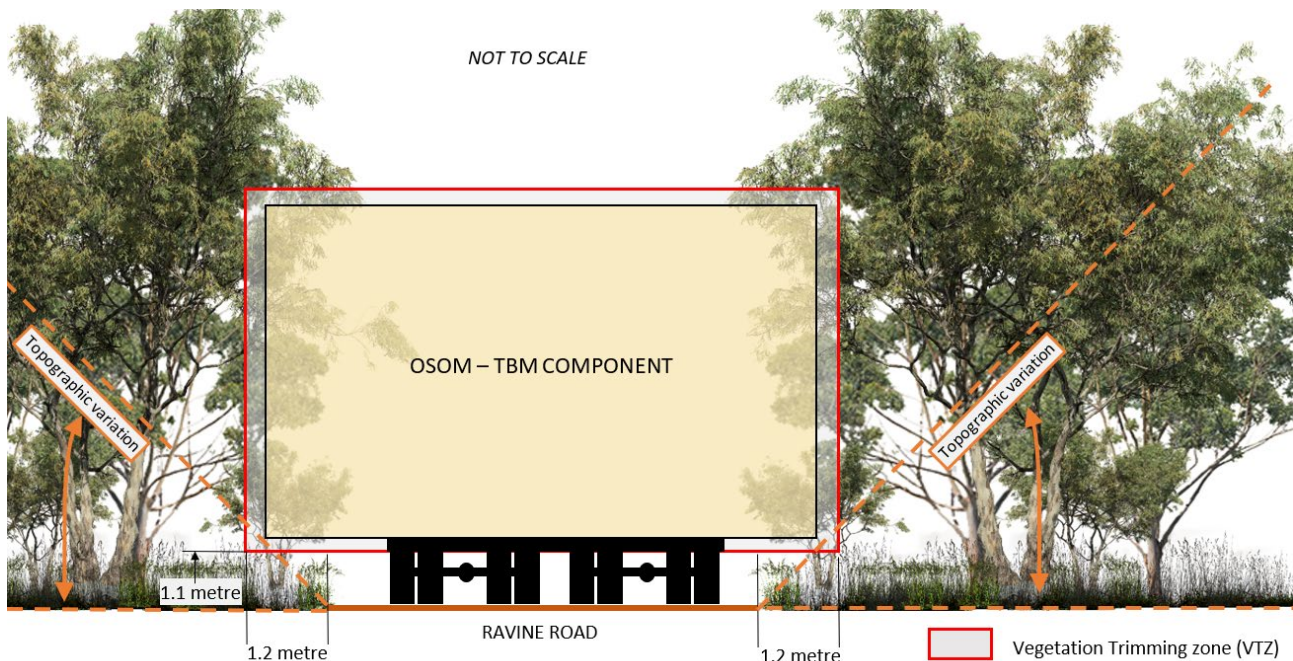 NOT TO SCALE
Topographic variation
OSOM – TBM COMPONENT
Topographic variation
1.1 metre
RAVINE ROAD
1.2 metre
1.2 metre
Vegetation Trimming zone (VTZ)